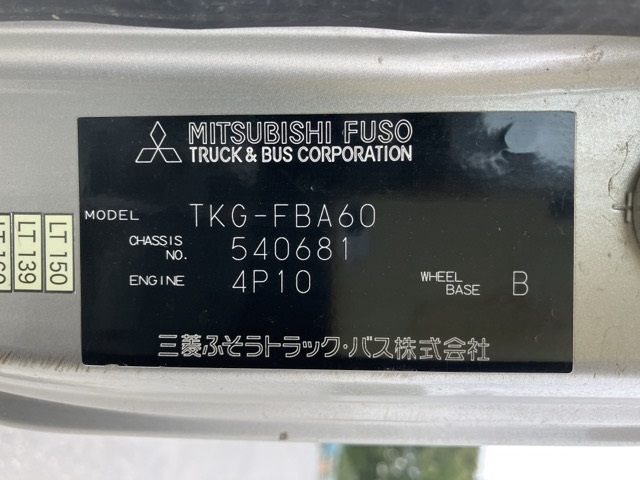 MITSUBISHI FUSO
TRUCK & BUS CORPORATION
MODEL TKG-FBA60
CHASSIS NO. 540681
ENGINE 4P10 WHEEL BASE B
三菱ふそうトラック・バス株式会社
LT 150
LT 139